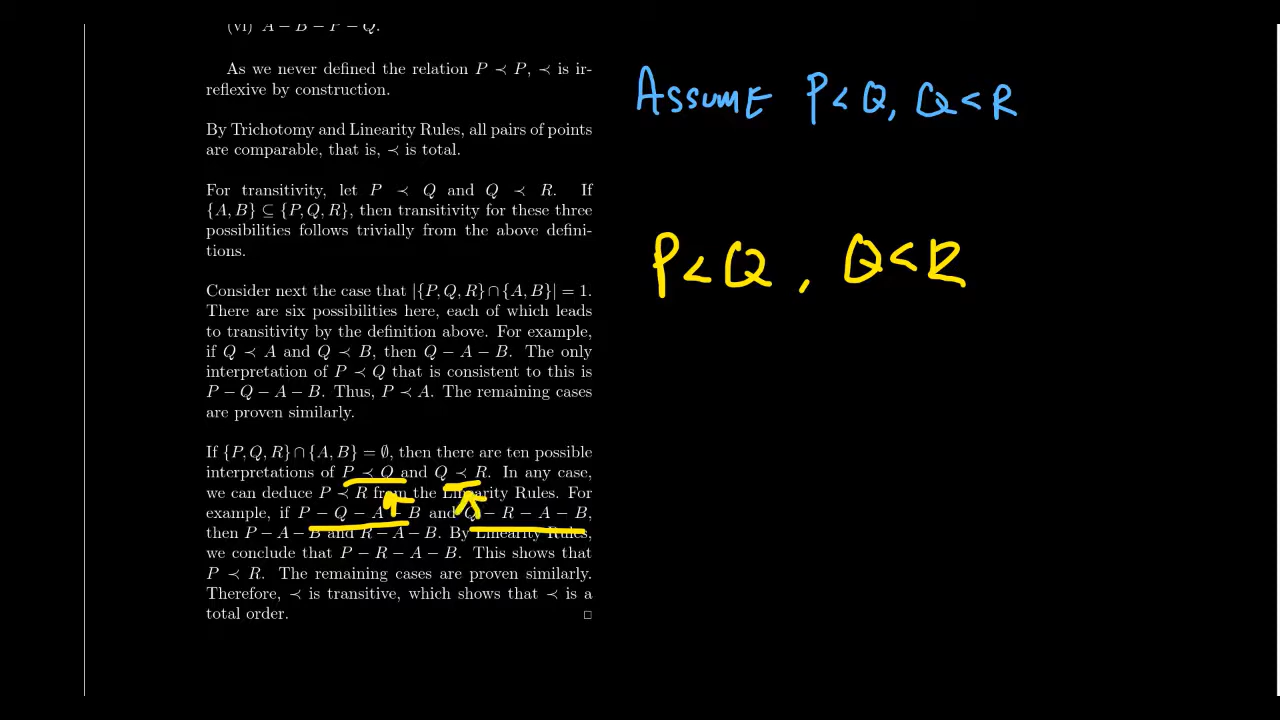 (VI) A − B − P − Q.
As we never defined the relation P ≺ P, ≺ is ir-
reflexive by construction.
By Trichotomy and Linearity Rules, all pairs of points
are comparable, that is, ≺ is total.
For transitivity, let P ≺ Q and Q ≺ R. If
{A, B} ⊆ {P, Q, R}, then transitivity for these three
possibilities follows trivially from the above defini-
tions.
Consider next the case that |{P, Q, R} ∩ {A, B}| = 1.
There are six possibilities here, each of which leads
to transitivity by the definition above. For example,
if Q ≺ A and Q ≺ B, then Q − A − B. The only
interpretation of P ≺ Q that is consistent to this is
P − Q − A − B. Thus, P ≺ A. The remaining cases
are proven similarly.
If {P, Q, R} ∩ {A, B} = ∅, then there are ten possible
interpretations of P ≺ Q and Q ≺ R. In any case,
we can deduce P ≺ R from the Linearity Rules. For
example, if P − Q − A − B and Q − R − A − B,
then P − A − B and R − A − B. By Linearity Rules,
we conclude that P − R − A − B. This shows that
P ≺ R. The remaining cases are proven similarly.
Therefore, ≺ is transitive, which shows that ≺ is a
total order. □
ASSUME P < Q, Q < R
P < Q , Q < R